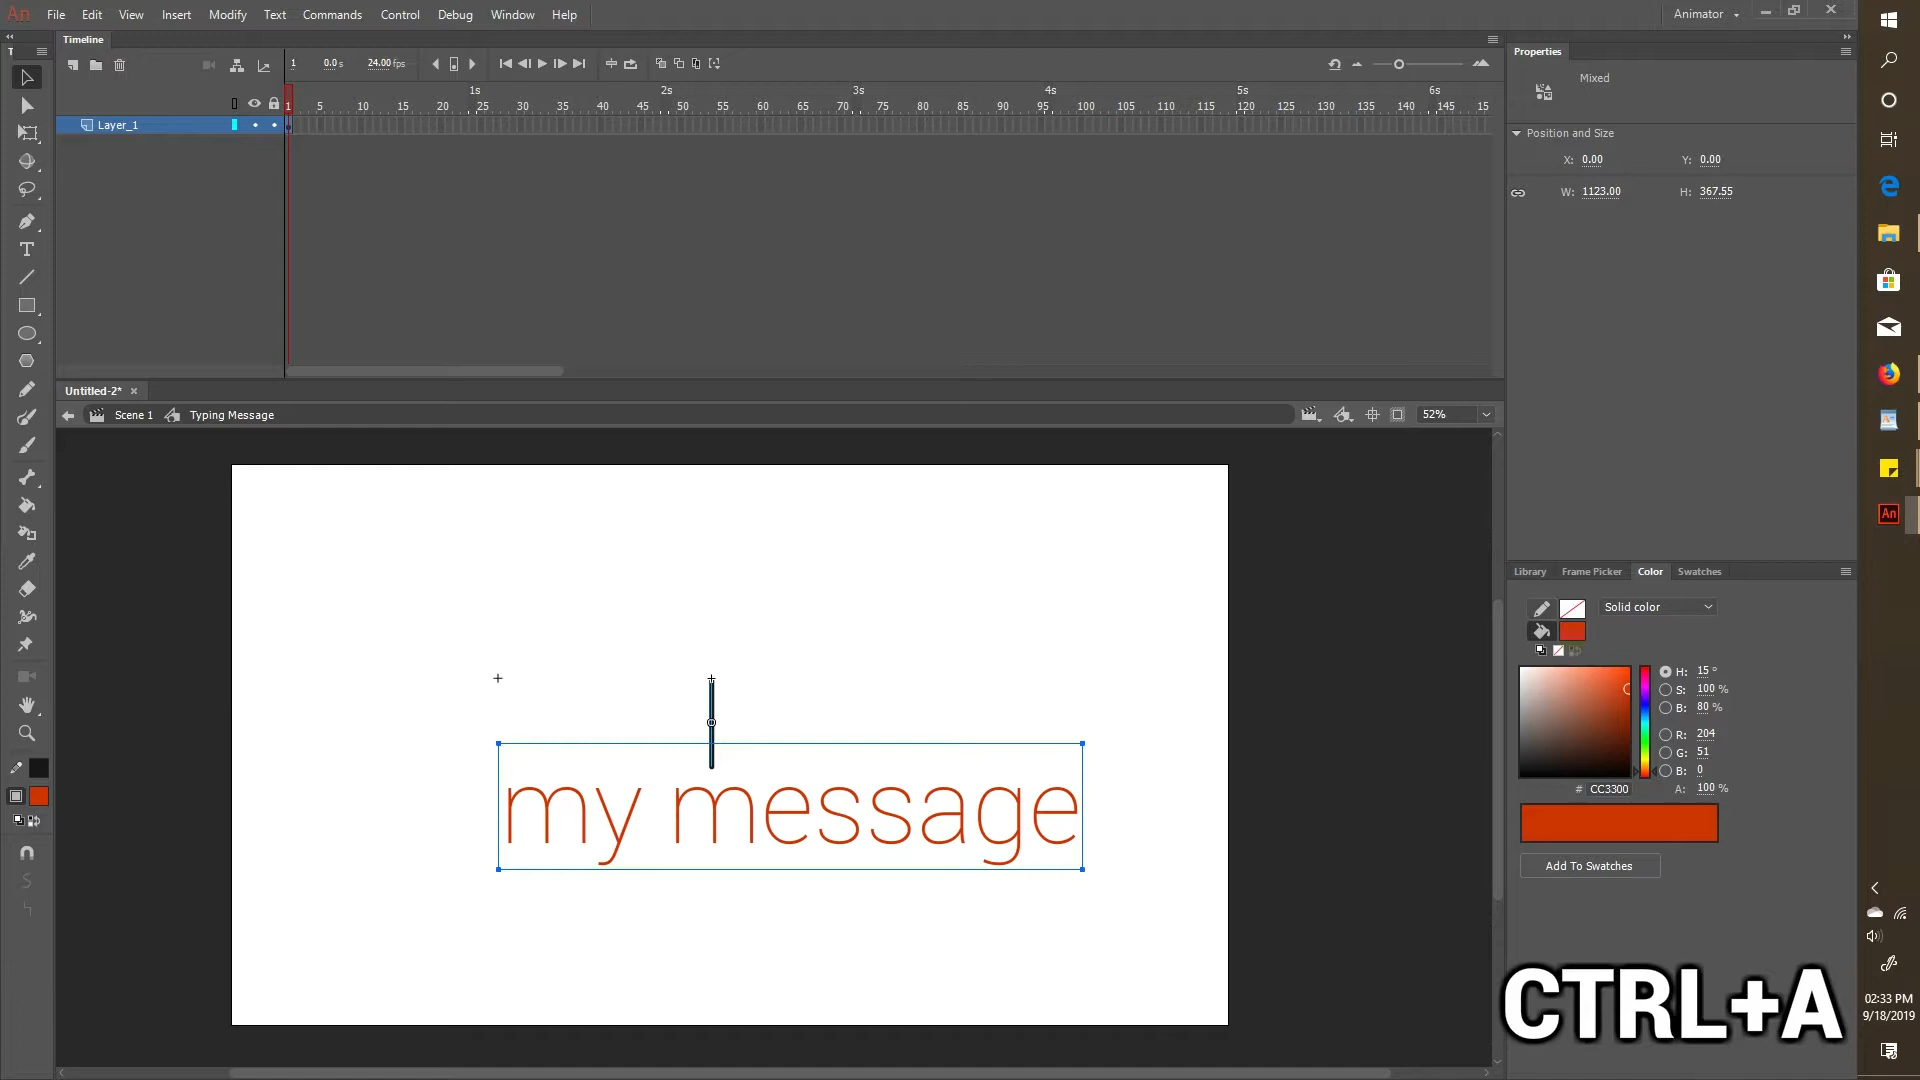 An File Edit View Insert Modify Text Commands Control Debug Window Help Animator
Timeline
T
1 0.0 s 24.00 fps
1s 2s 3s 4s 5s 6s
1 5 10 15 20 25 30 35 40 45 50 55 60 65 70 75 80 85 90 95 100 105 110 115 120 125 130 135 140 145 15
Layer_1
Untitled-2*
Scene 1 Typing Message 52%
my message
Properties
Mixed
Position and Size
X: 0.00 Y: 0.00
W: 1123.00 H: 367.55
Library Frame Picker Color Swatches
Solid color
H: 15 °
S: 100 %
B: 80 %
R: 204
G: 51
B: 0
# CC3300 A: 100 %
Add To Swatches
CTRL+A
An
02:33 PM
9/18/2019